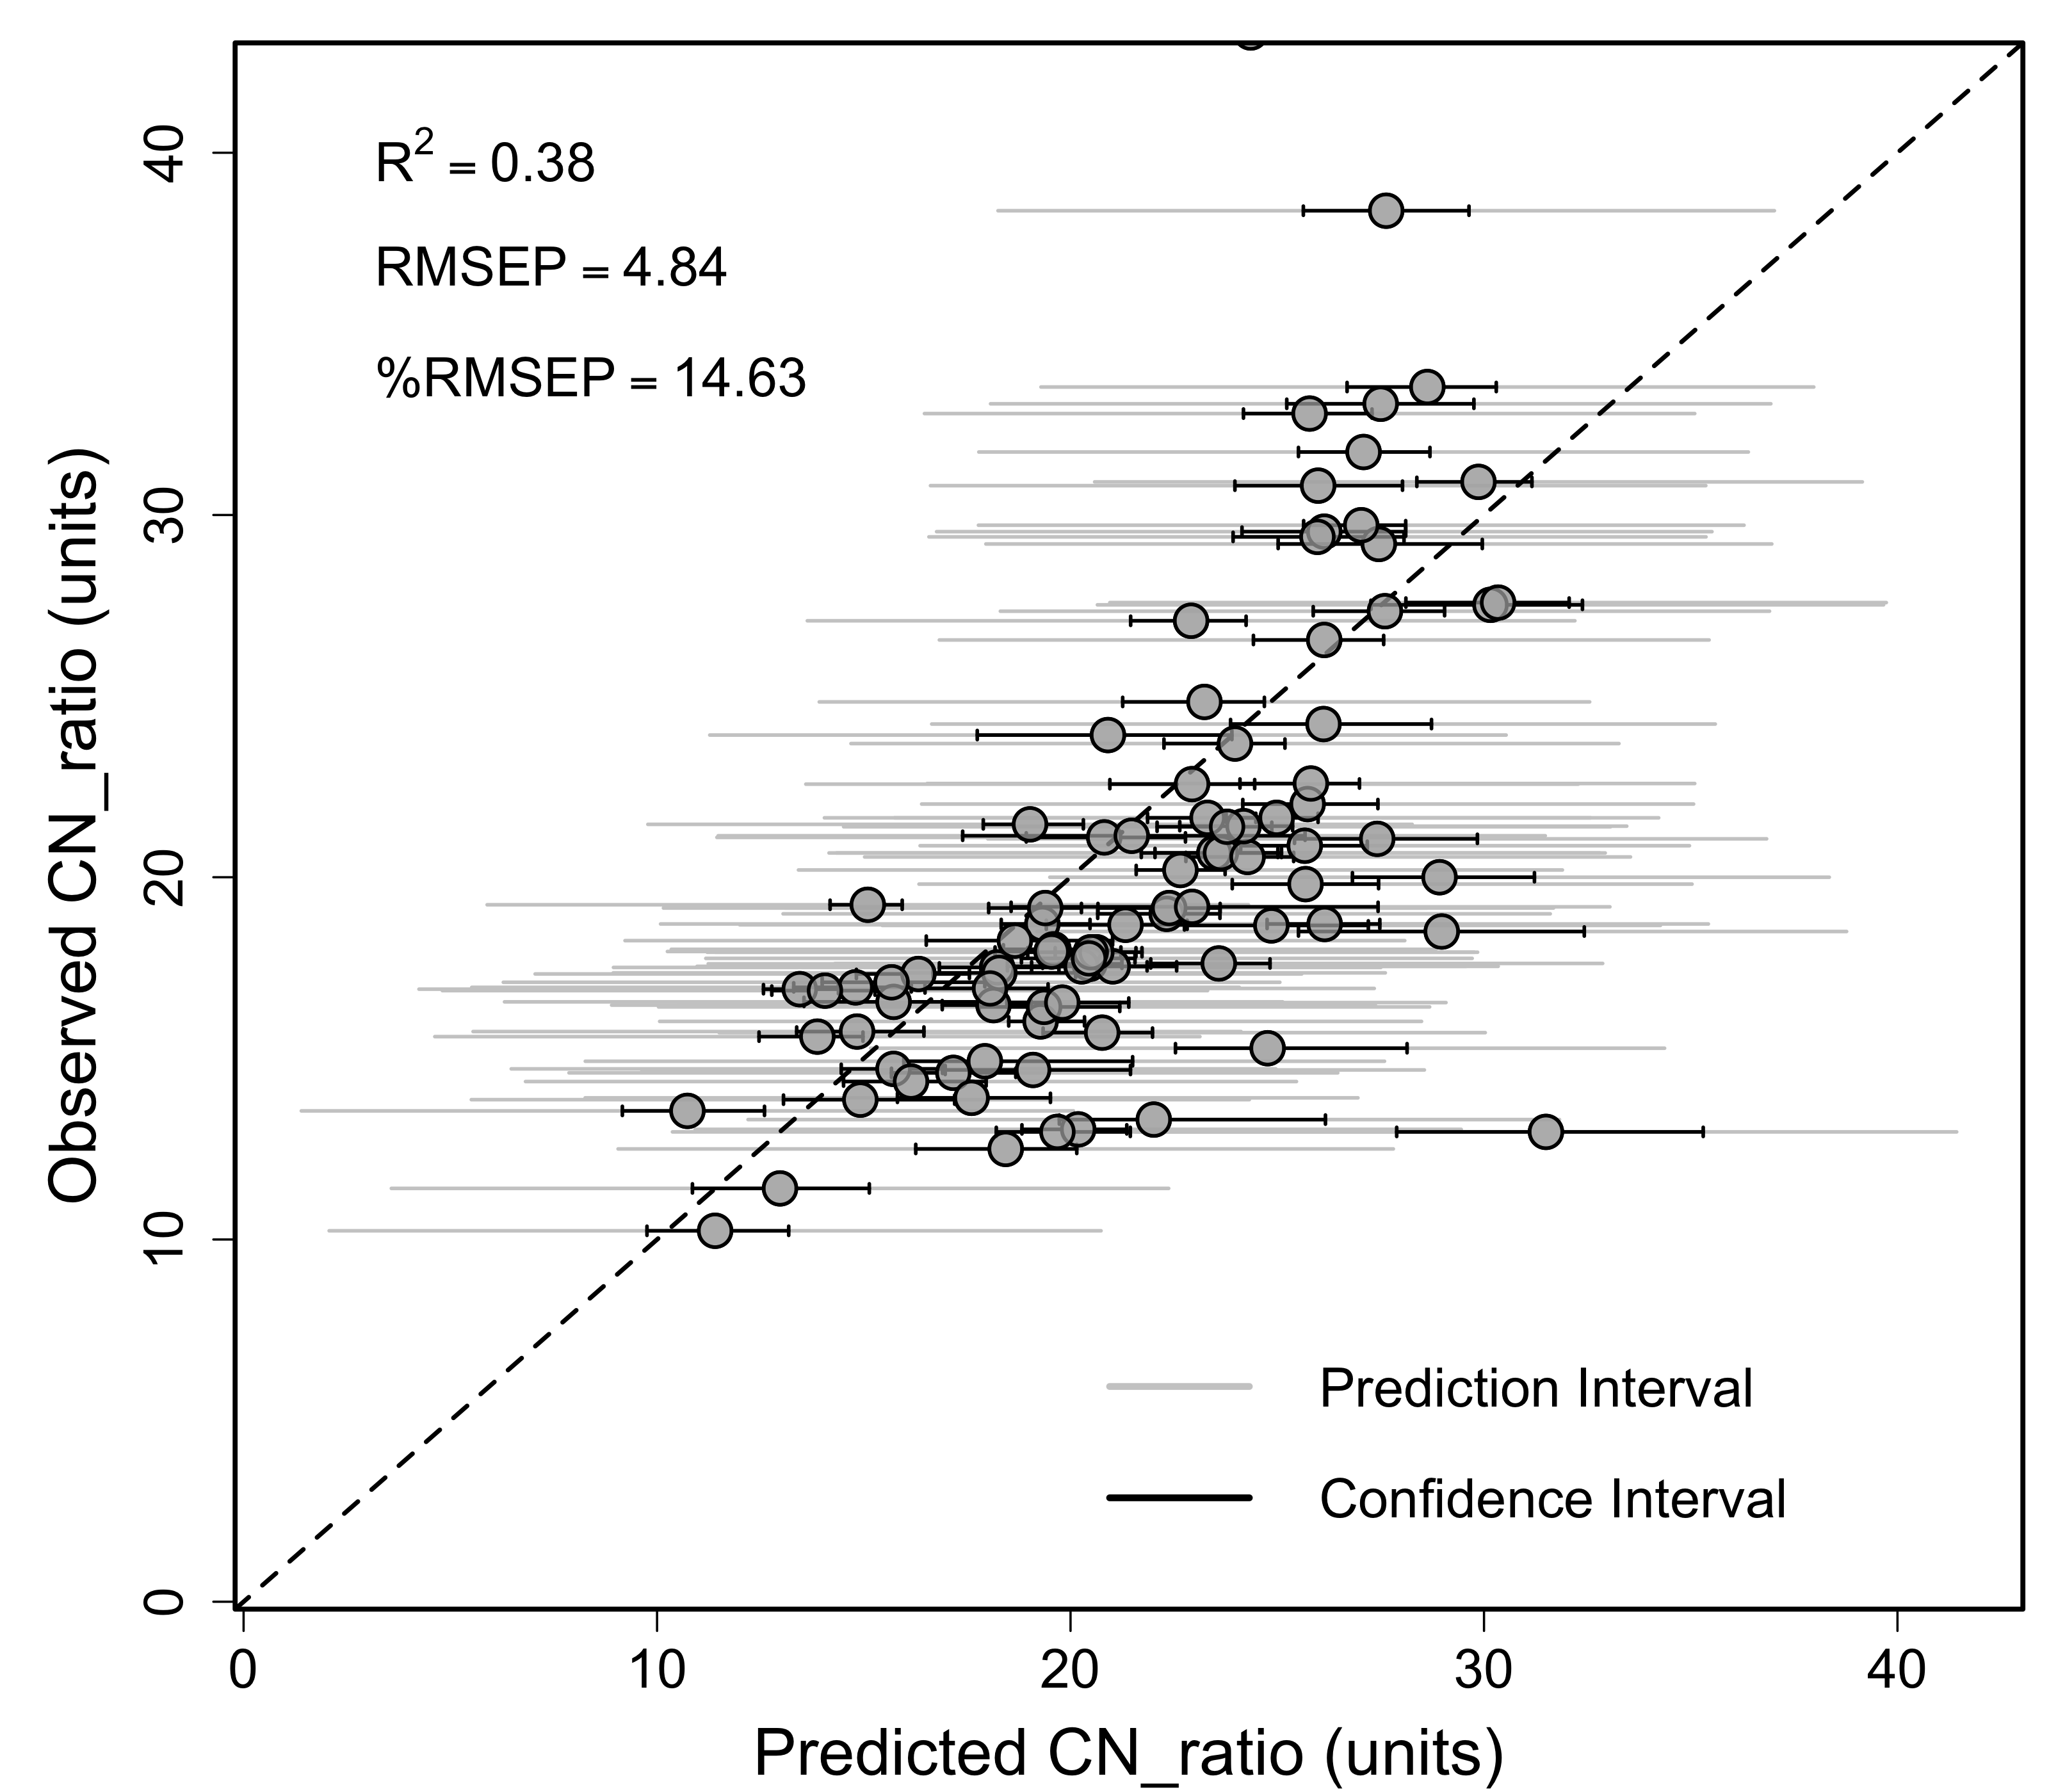 R2 = 0.38
RMSEP = 4.84
%RMSEP = 14.63
Observed CN_ratio (units)
40
30
20
10
0
Prediction Interval
Confidence Interval
0 10 20 30 40
Predicted CN_ratio (units)